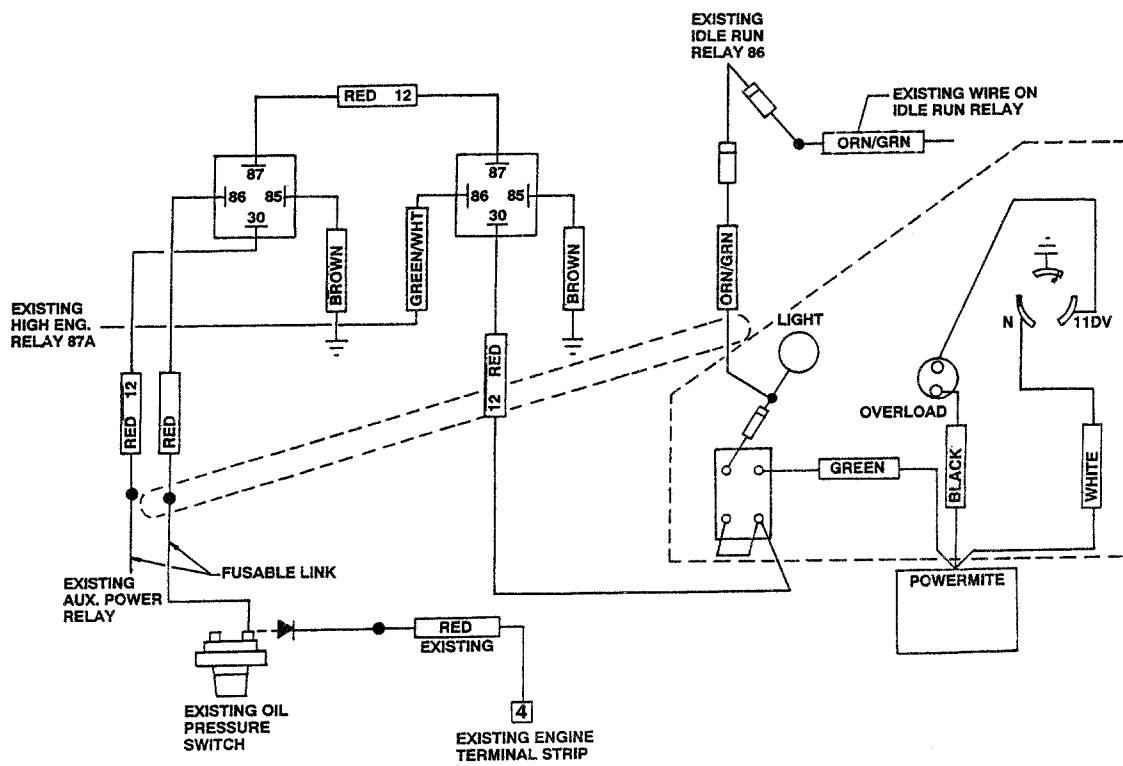 EXISTING
IDLE RUN
RELAY 86
RED 12
EXISTING WIRE ON
IDLE RUN RELAY
ORN/GRN
87
86
85
30
87
86
85
30
BROWN
GREEN/WHT
BROWN
ORN/GRN
EXISTING
HIGH ENG.
RELAY 87A
LIGHT
N
11DV
RED 12
RED
12 RED
OVERLOAD
GREEN
BLACK
WHITE
FUSABLE LINK
EXISTING
AUX. POWER
RELAY
POWERMITE
RED
EXISTING
4
EXISTING OIL
PRESSURE
SWITCH
EXISTING ENGINE
TERMINAL STRIP